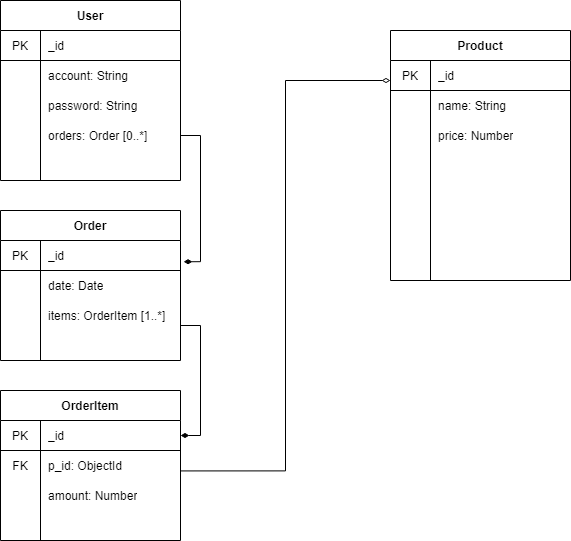 User
PK _id
account: String
password: String
orders: Order [0..*]
Order
PK _id
date: Date
items: OrderItem [1..*]
OrderItem
PK _id
FK p_id: ObjectId
amount: Number
Product
PK _id
name: String
price: Number